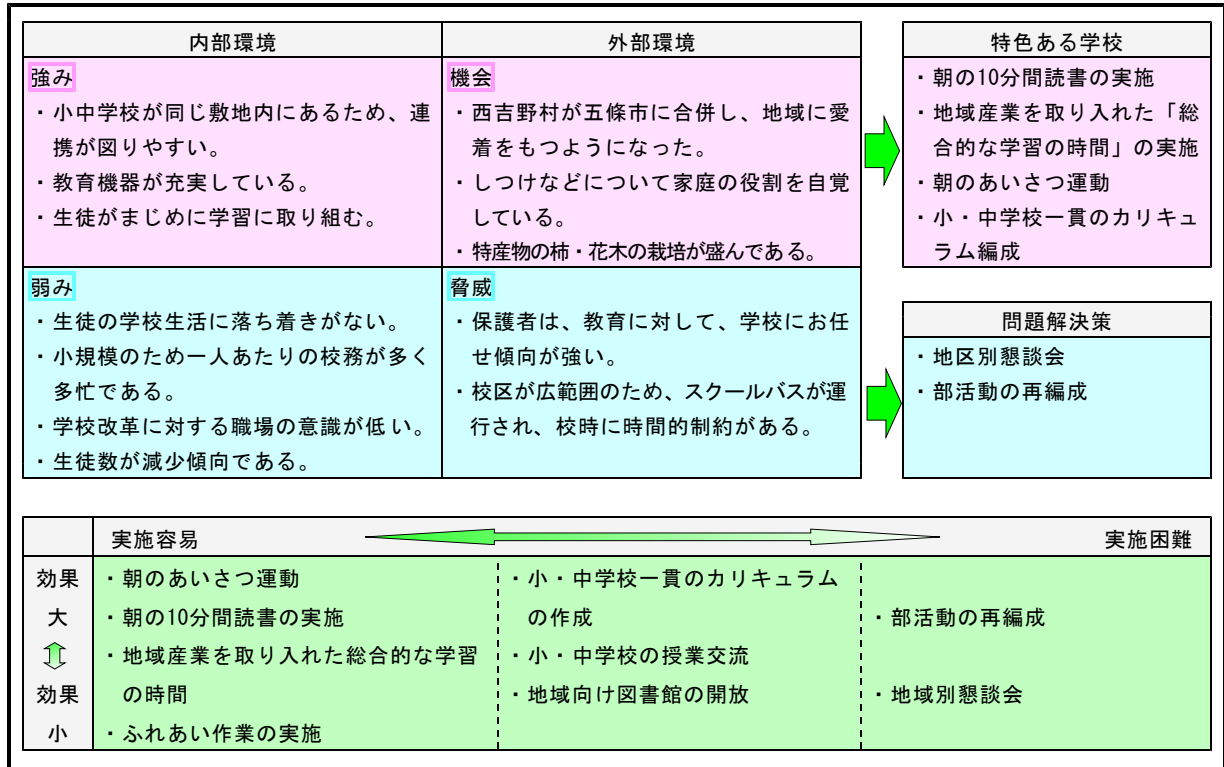 内部環境
外部環境
強み
・小中学校が同じ敷地内にあるため、連
携が図りやすい。
・教育機器が充実している。
・生徒がまじめに学習に取り組む。
機会
・西吉野村が五條市に合併し、地域に愛
着をもつようになった。
・しつけなどについて家庭の役割を自覚
している。
・特産物の柿・花木の栽培が盛んである。
弱み
・生徒の学校生活に落ち着きがない。
・小規模のため一人あたりの校務が多く
多忙である。
・学校改革に対する職場の意識が低い。
・生徒数が減少傾向である。
脅威
・保護者は、教育に対して、学校にお任
せ傾向が強い。
・校区が広範囲のため、スクールバスが運
行され、校時に時間的制約がある。
特色ある学校
・朝の10分間読書の実施
・地域産業を取り入れた「総
合的な学習の時間」の実施
・朝のあいさつ運動
・小・中学校一貫のカリキュ
ラム編成
問題解決策
・地区別懇談会
・部活動の再編成
実施容易
実施困難
効果
大
効果
小
・朝のあいさつ運動
・朝の10分間読書の実施
・地域産業を取り入れた総合的な学習
の時間
・ふれあい作業の実施
・小・中学校一貫のカリキュラム
の作成
・小・中学校の授業交流
・地域向け図書館の開放
・部活動の再編成
・地域別懇談会